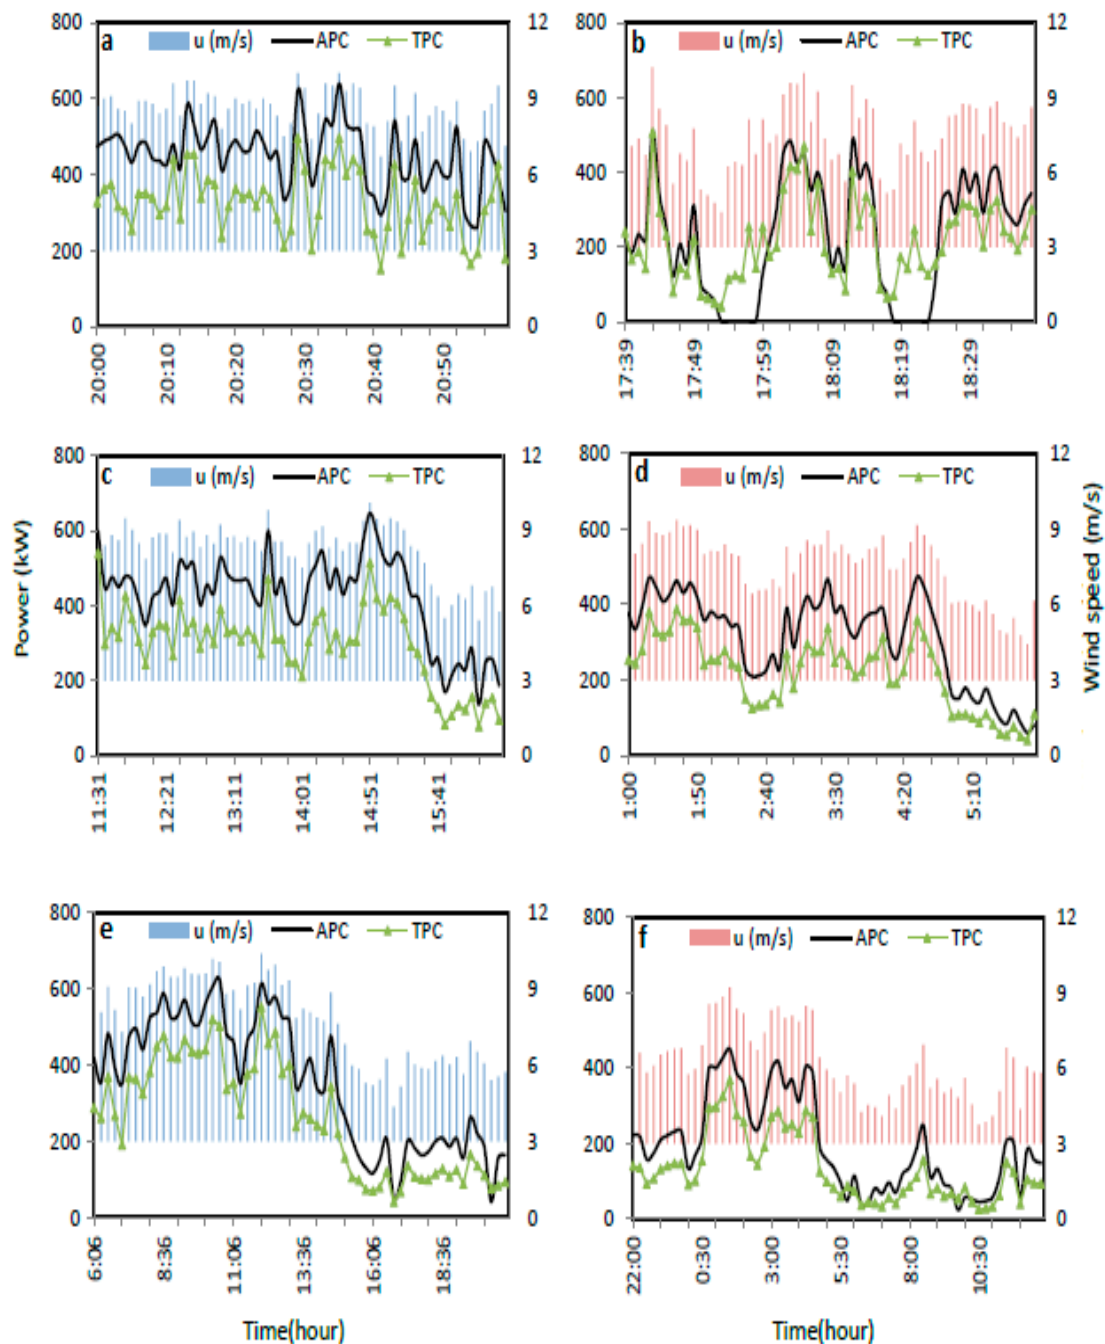 800 12 800 12
a u (m/s) APC TPC b u (m/s) APC TPC
600 9 600 9
400 6 400 6
200 3 200 3
0 0 0 0
20:00 20:10 20:20 20:30 20:40 20:50 17:39 17:49 17:59 18:09 18:19 18:29
800 12 800 12
c u (m/s) APC TPC d u (m/s) APC TPC
600 9 600 9
400 6 400 6
200 3 200 3
0 0 0 0
11:31 12:21 13:11 14:01 14:51 15:41 1:00 1:50 2:40 3:30 4:20 5:10
Power (kW)
Wind speed (m/s)
800 12 800 12
e u (m/s) APC TPC f u (m/s) APC TPC
600 9 600 9
400 6 400 6
200 3 200 3
0 0 0 0
6:06 8:36 11:06 13:36 16:06 18:36 22:00 0:30 3:00 5:30 8:00 10:30
Time(hour) Time(hour)